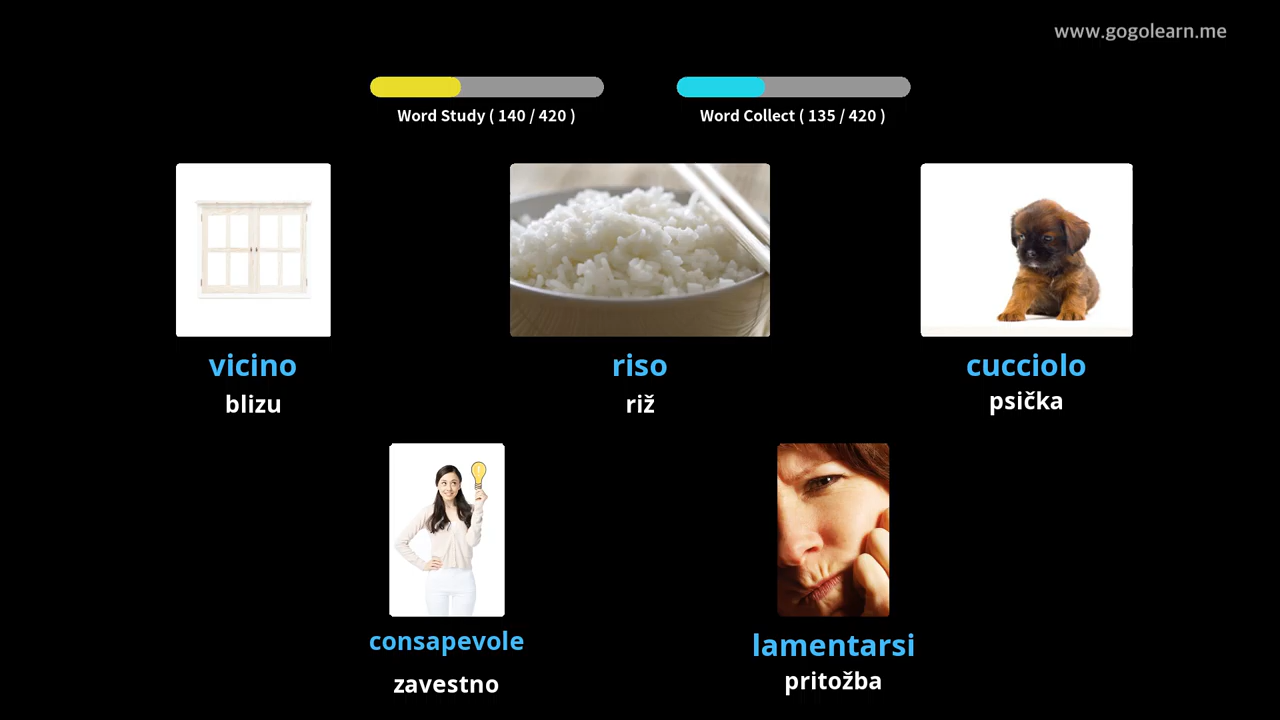 www.gogolearn.me
Word Study ( 140 / 420 )
Word Collect ( 135 / 420 )
vicino
blizu
riso
riž
cucciolo
psička
consapevole
zavestno
lamentarsi
pritožba